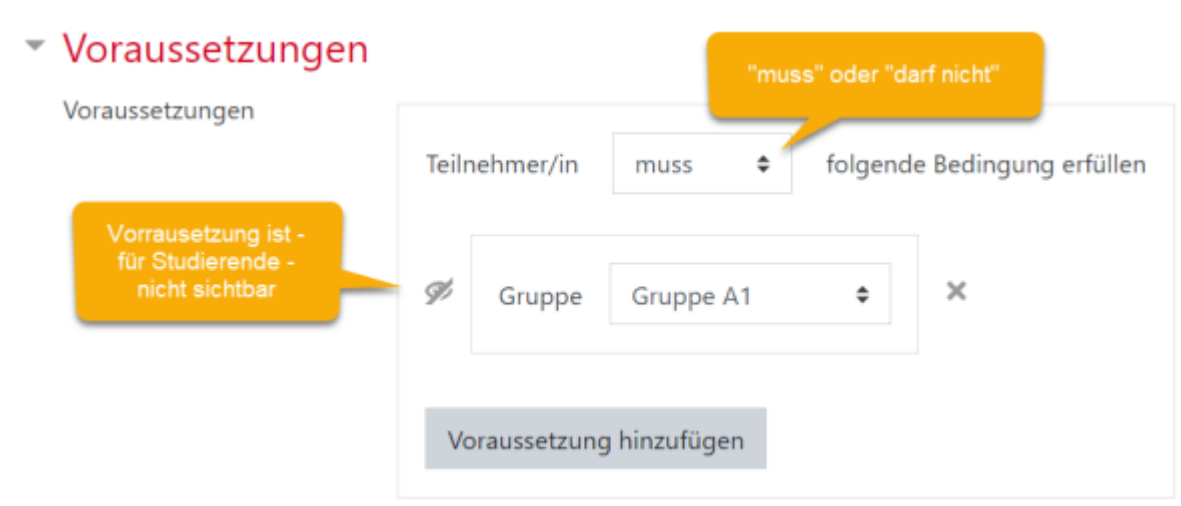 Voraussetzungen
"muss" oder "darf nicht"
Voraussetzungen
Teilnehmer/in muss folgende Bedingung erfüllen
Vorrausetzung ist -
für Studierende -
nicht sichtbar
Gruppe Gruppe A1
Voraussetzung hinzufügen